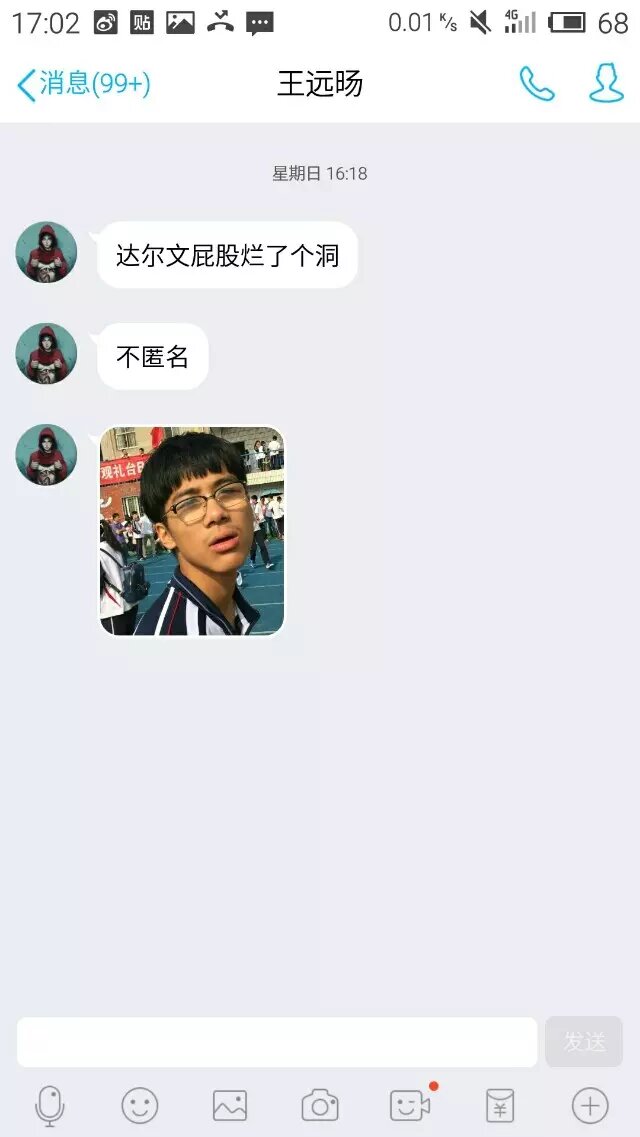 17:02
贴
0.01 K/s
4G
68
消息(99+)
王远旸
星期日 16:18
达尔文屁股烂了个洞
不匿名
观礼台
发送